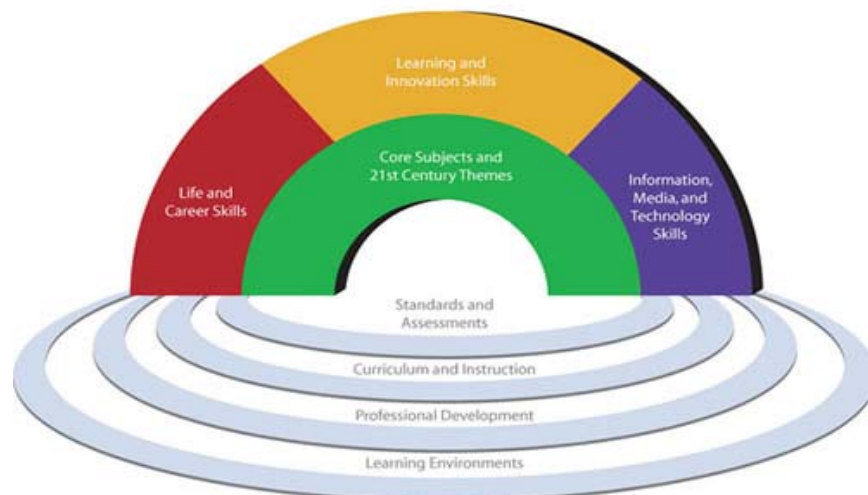 Learning and
Innovation Skills
Core Subjects and
21st Century Themes
Life and
Career Skills
Information,
Media, and
Technology
Skills
Standards and
Assessments
Curriculum and Instruction
Professional Development
Learning Environments